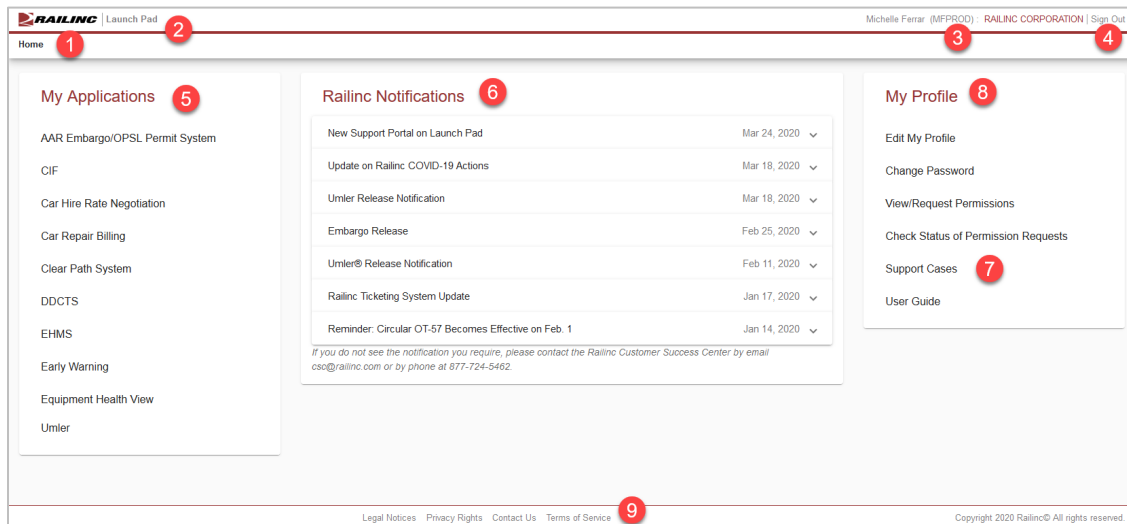 RAILINC Launch Pad 2 Michelle Ferrar (MFPROD) : RAILINC CORPORATION | Sign Out
3 4
Home 1
My Applications 5
AAR Embargo/OPSL Permit System
CIF
Car Hire Rate Negotiation
Car Repair Billing
Clear Path System
DDCTS
EHMS
Early Warning
Equipment Health View
Umler
Railinc Notifications 6
New Support Portal on Launch Pad Mar 24, 2020
Update on Railinc COVID-19 Actions Mar 18, 2020
Umler Release Notification Mar 18, 2020
Embargo Release Feb 25, 2020
Umler® Release Notification Feb 11, 2020
Railinc Ticketing System Update Jan 17, 2020
Reminder: Circular OT-57 Becomes Effective on Feb. 1 Jan 14, 2020
If you do not see the notification you require, please contact the Railinc Customer Success Center by email
csc@railinc.com or by phone at 877-724-5462.
My Profile 8
Edit My Profile
Change Password
View/Request Permissions
Check Status of Permission Requests
Support Cases 7
User Guide
Legal Notices Privacy Rights Contact Us Terms of Service 9 Copyright 2020 Railinc© All rights reserved.